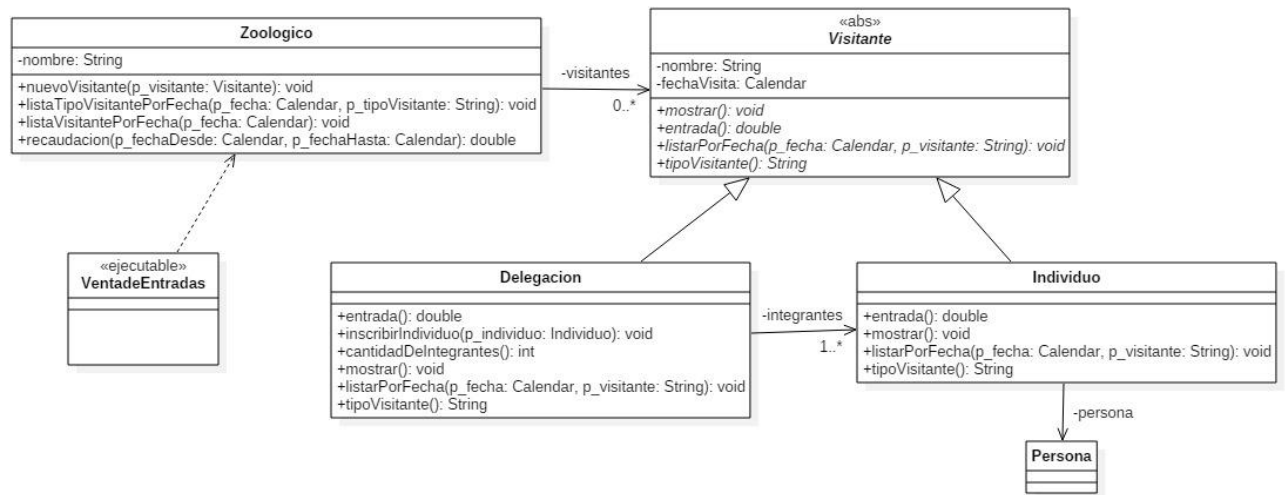 Zoologico
-nombre: String
+nuevoVisitante(p_visitante: Visitante): void
+listaTipoVisitantePorFecha(p_fecha: Calendar, p_tipoVisitante: String): void
+listaVisitantePorFecha(p_fecha: Calendar): void
+recaudacion(p_fechaDesde: Calendar, p_fechaHasta: Calendar): double
-visitantes
0..*
«abs»
Visitante
-nombre: String
-fechaVisita: Calendar
+mostrar(): void
+entrada(): double
+listarPorFecha(p_fecha: Calendar, p_visitante: String): void
+tipoVisitante(): String
«ejecutable»
VentadeEntradas
Delegacion
+entrada(): double
+inscribirIndividuo(p_individuo: Individuo): void
+cantidadDeIntegrantes(): int
+mostrar(): void
+listarPorFecha(p_fecha: Calendar, p_visitante: String): void
+tipoVisitante(): String
-integrantes
1..*
Individuo
+entrada(): double
+mostrar(): void
+listarPorFecha(p_fecha: Calendar, p_visitante: String): void
+tipoVisitante(): String
-persona
Persona